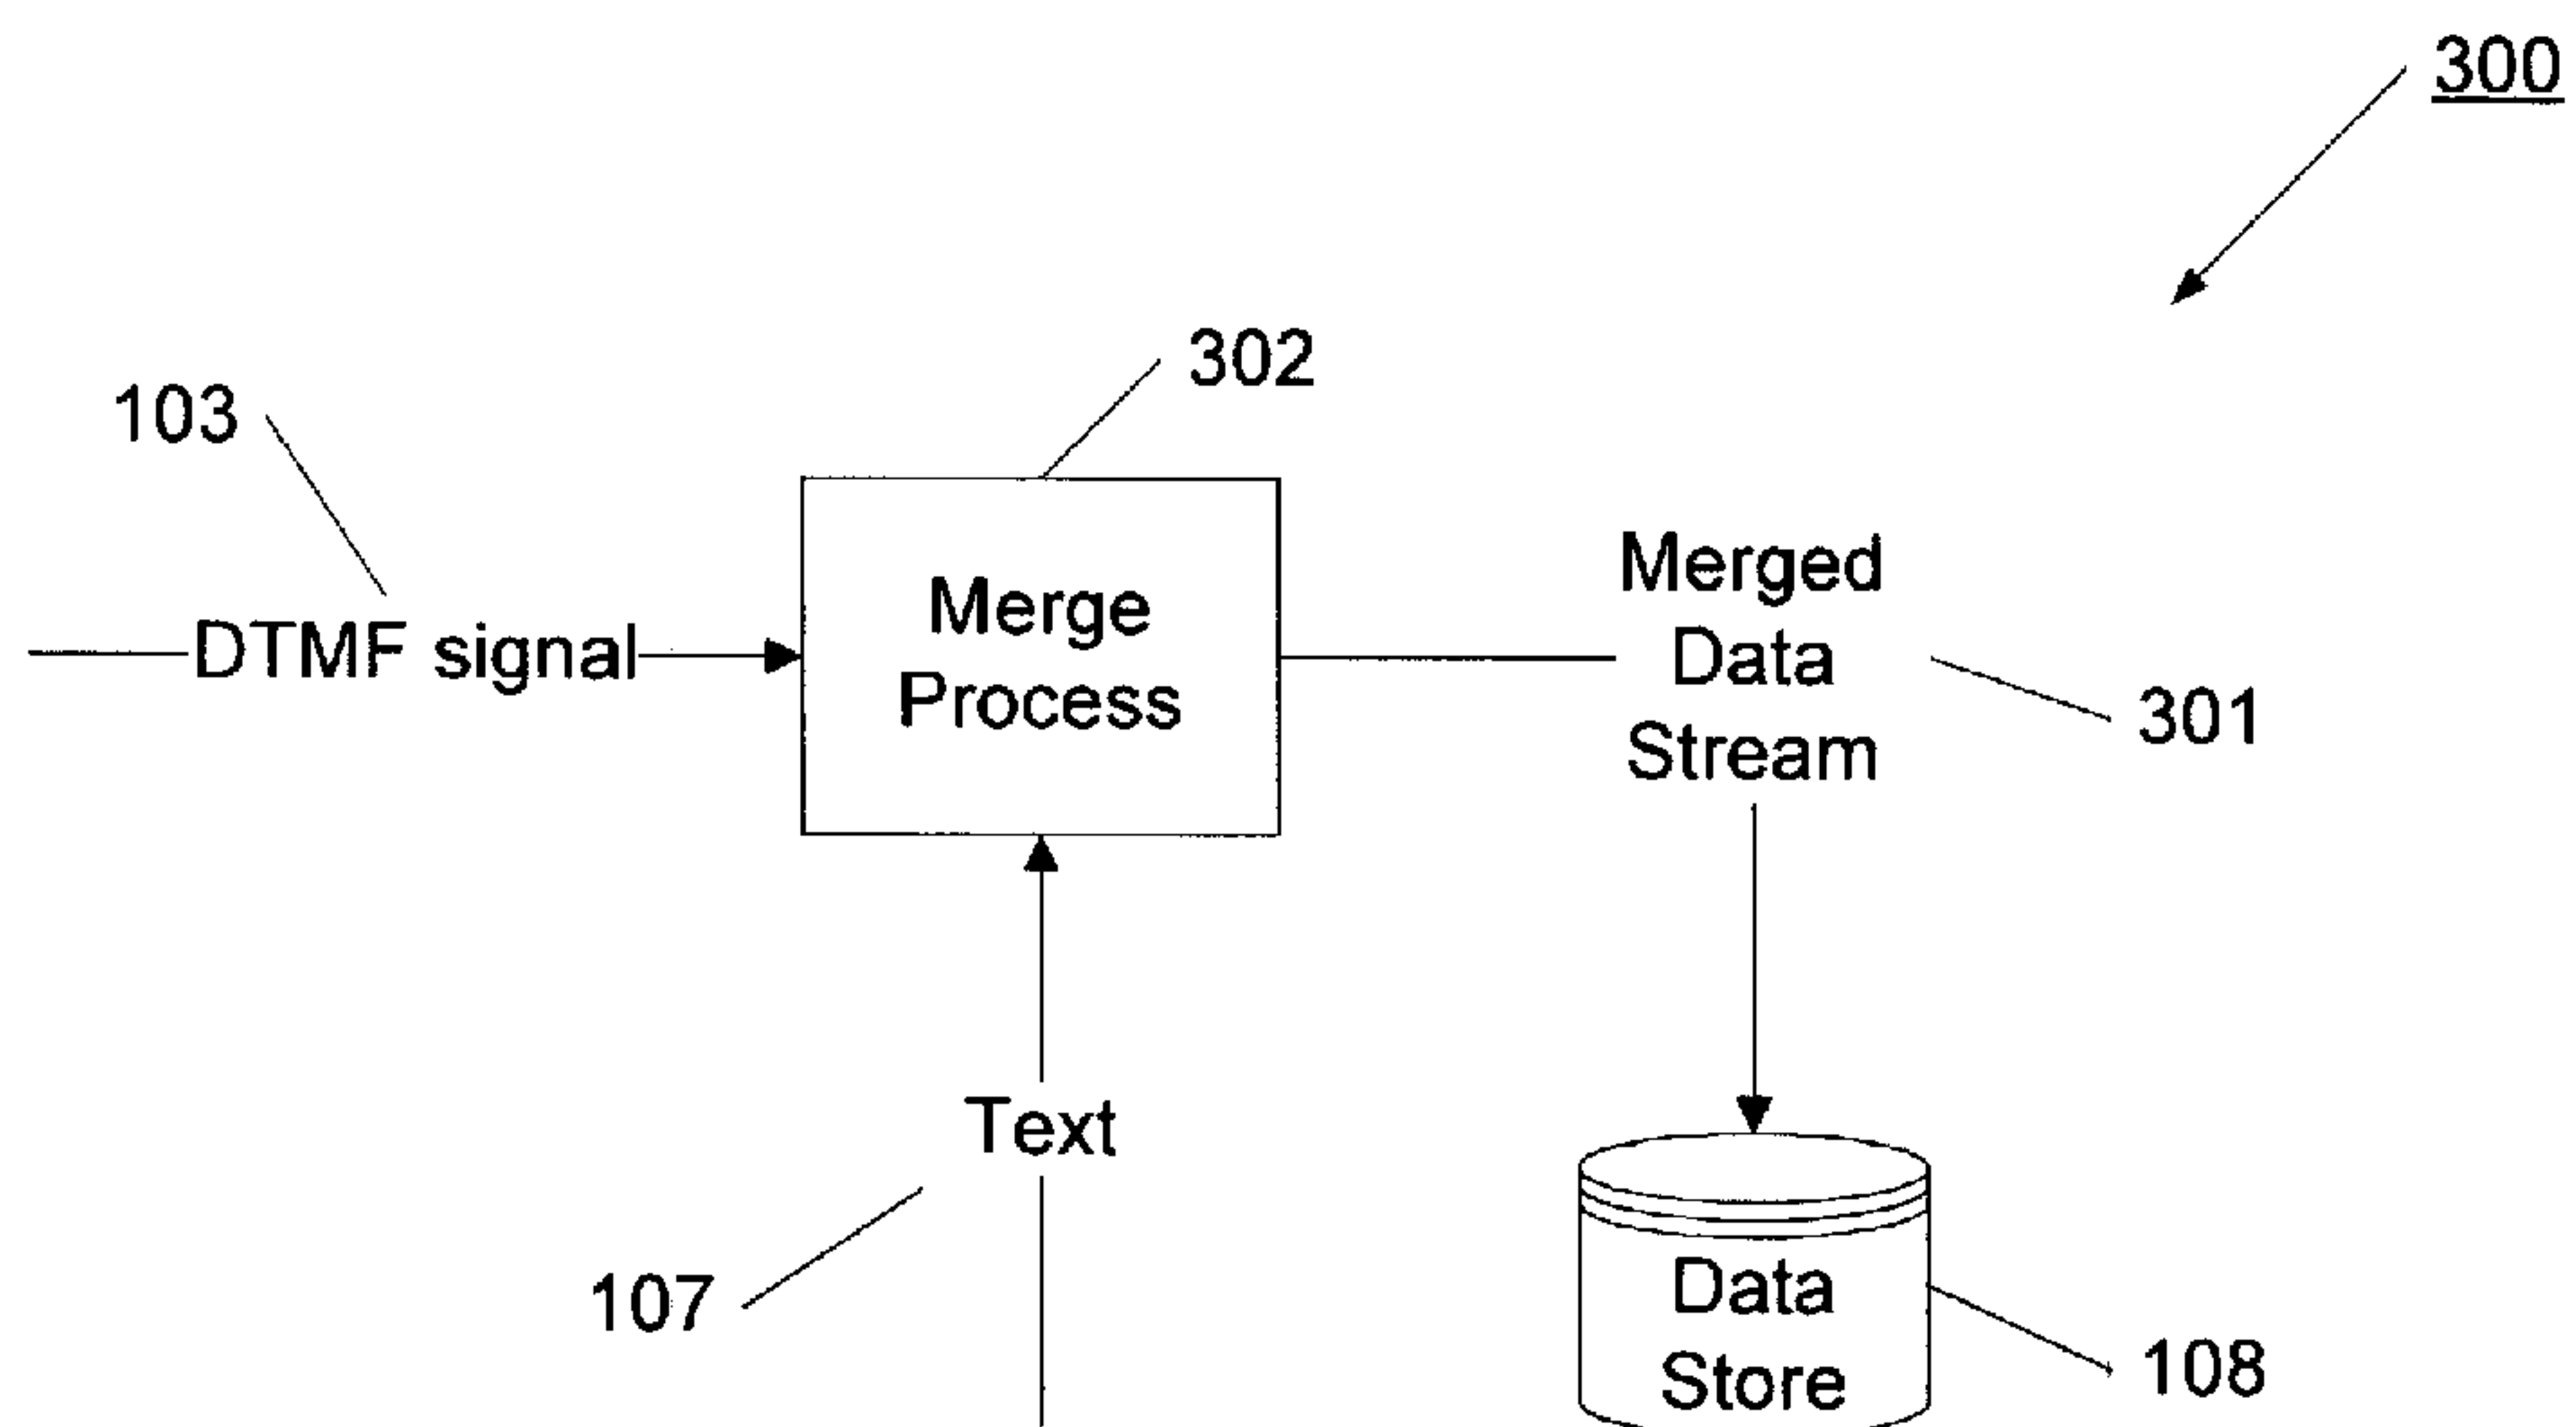 300
302
103
Merge
Process
DTMF signal
Merged
Data
Stream
301
Text
107
Data
Store
108